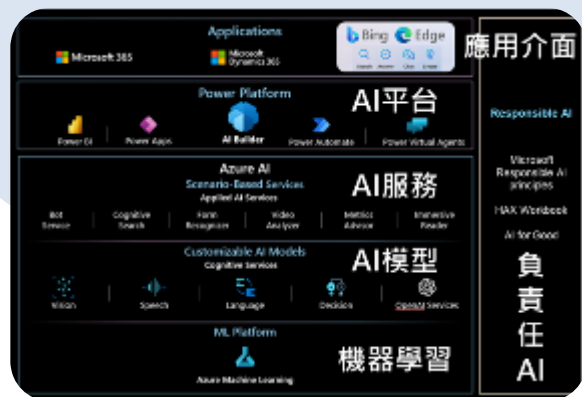 Applications
Microsoft 365
Microsoft Dynamics 365
Bing
Edge
Search
Answer
Chat
Create
應用介面
Power Platform
AI平台
Power BI
Power Apps
AI Builder
Power Automate
Power Virtual Agents
Azure AI
Scenario-Based Services
Applied AI Services
AI服務
Bot Service
Cognitive Search
Form Recognizer
Video Analyzer
Metrics Advisor
Immersive Reader
Customizable AI Models
Cognitive Services
AI模型
Vision
Speech
Language
Decision
OpenAI Services
ML Platform
機器學習
Azure Machine Learning
Responsible AI
Microsoft
Responsible AI
principles
HAX Workbook
AI for Good
負
責
任
AI